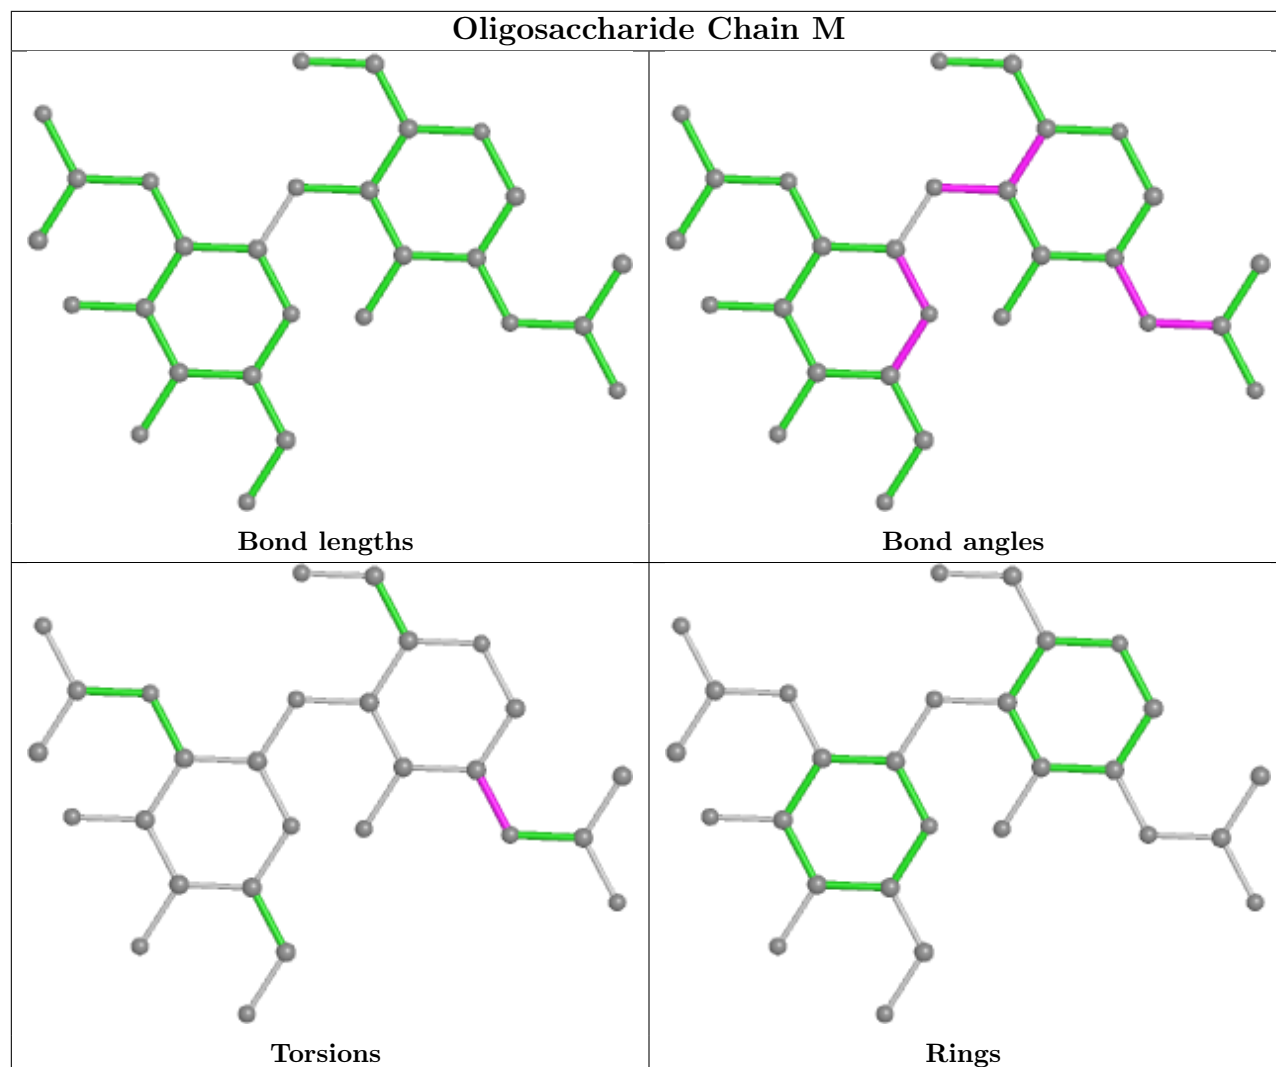 Oligosaccharide Chain M
Bond lengths
Bond angles
Torsions
Rings